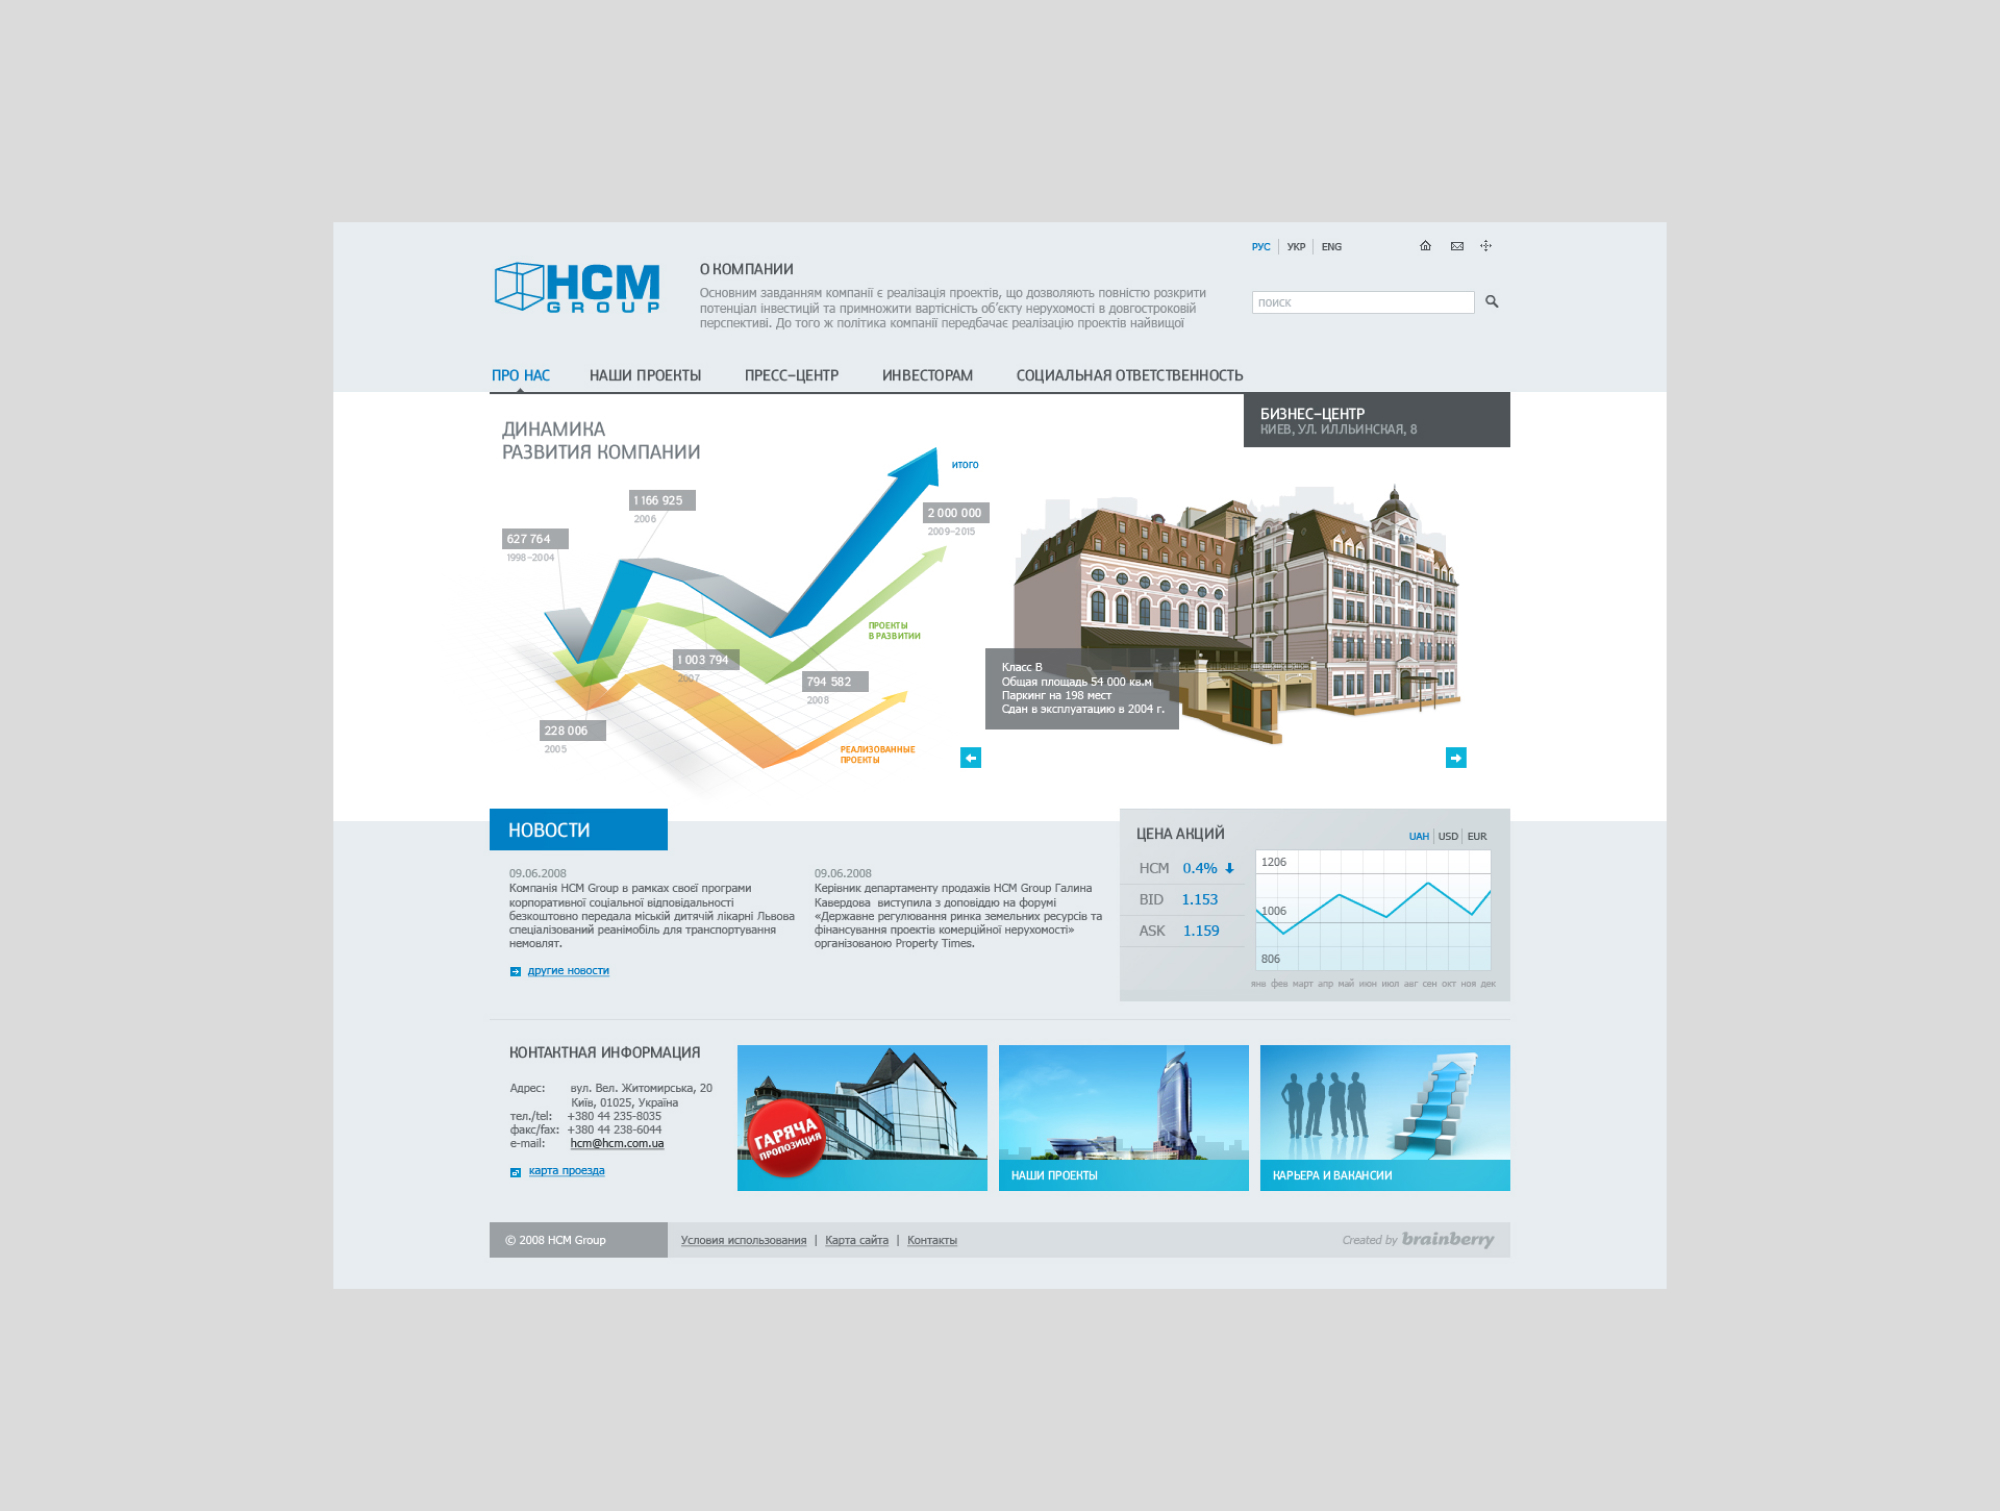 РУС | УКР | ENG
HCM
GROUP
О КОМПАНИИ
Основним завданням компанії є реалізація проектів, що дозволяють повністю розкрити
потенціал інвестицій та примножити вартісність об'єкту нерухомості в довгостроковій
перспективі. До того ж політика компанії передбачає реалізацію проектів найвищої
ПОИСК
ПРО НАС
НАШИ ПРОЕКТЫ
ПРЕСС-ЦЕНТР
ИНВЕСТОРАМ
СОЦИАЛЬНАЯ ОТВЕТСТВЕННОСТЬ
ДИНАМИКА
РАЗВИТИЯ КОМПАНИИ
ИТОГО
1 166 925
2006
2 000 000
2009-2015
627 764
1998-2004
ПРОЕКТЫ
В РАЗВИТИИ
1 003 794
2007
794 582
2008
228 006
2005
РЕАЛИЗОВАННЫЕ
ПРОЕКТЫ
БИЗНЕС-ЦЕНТР
КИЕВ, УЛ. ИЛЛЬИНСКАЯ, 8
Класс В
Общая площадь 54 000 кв.м
Паркинг на 198 мест
Сдан в эксплуатацию в 2004 г.
НОВОСТИ
09.06.2008
Компанія HCM Group в рамках своєї програми
корпоративної соціальної відповідальності
безкоштовно передала міській дитячій лікарні Львова
спеціалізований реанімобіль для транспортування
немовлят.
другие новости
09.06.2008
Керівник департаменту продажів HCM Group Галина
Кавердова виступила з доповіддю на форумі
«Державне регулювання ринка земельних ресурсів та
фінансування проектів комерційної нерухомості»
організованою Property Times.
ЦЕНА АКЦИЙ
UAH | USD | EUR
HCM 0.4%
BID 1.153
ASK 1.159
1206
1006
806
янв фев март апр май июн июл авг сен окт ноя дек
КОНТАКТНАЯ ИНФОРМАЦИЯ
Адрес: вул. Вел. Житомирська, 20
Київ, 01025, Україна
тел./tel: +380 44 235-8035
факс/fax: +380 44 238-6044
e-mail: hcm@hcm.com.ua
карта проезда
ГАРЯЧА
ПРОПОЗИЦИЯ
НАШИ ПРОЕКТЫ
КАРЬЕРА И ВАКАНСИИ
© 2008 HCM Group
Условия использования | Карта сайта | Контакты
Created by brainberry